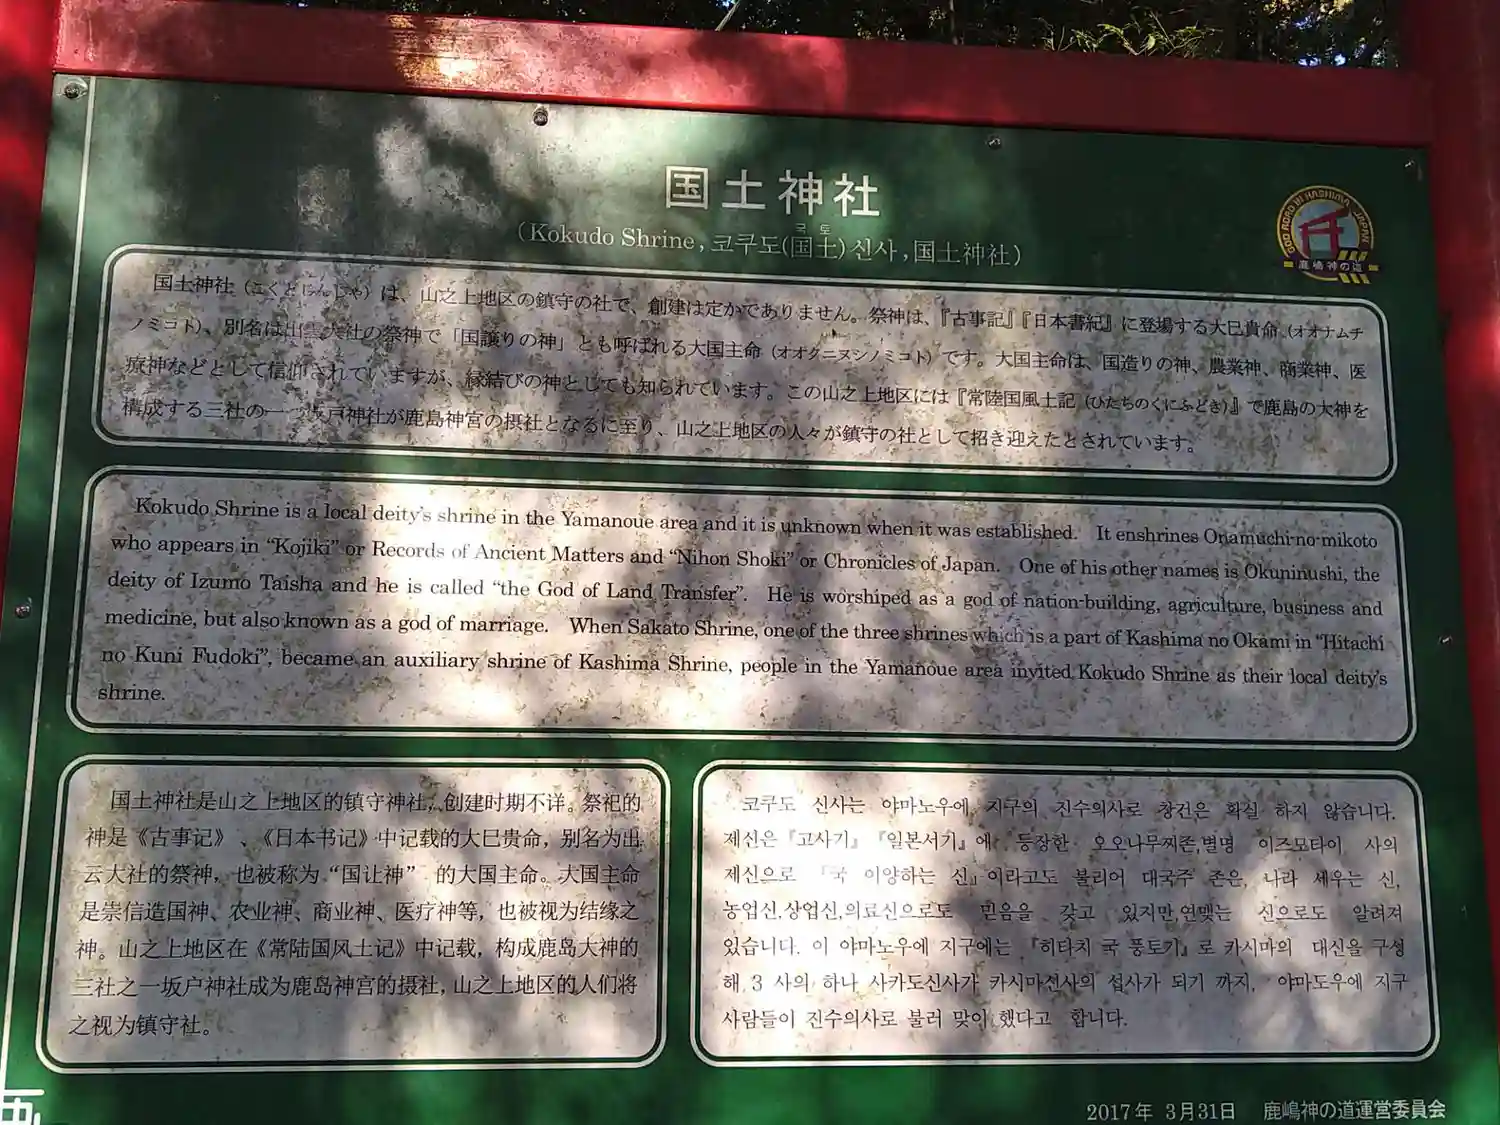 国土神社
국토
(Kokudo Shrine, 코쿠도(国土)신사, 国土神社)
GOD ROAD IN KASHIMA JAPAN
鹿嶋神の道
国土神社（こくどじんじゃ）は、山之上地区の鎮守の社で、創建は定かでありません。祭神は、『古事記』『日本書紀』に登場する大巳貴命（オオナムチ
ノミコト）、別名は出雲大社の祭神で「国譲りの神」とも呼ばれる大国主命（オオクニヌシノミコト）です。大国主命は、国造りの神、農業神、商業神、医
療神などとして信仰されていますが、縁結びの神としても知られています。この山之上地区には『常陸国風土記（ひたちのくにふどき）』で鹿島の大神を
構成する三社の一つ坂戸神社が鹿島神宮の摂社となるに至り、山之上地区の人々が鎮守の社として招き迎えたとされています。
Kokudo Shrine is a local deity's shrine in the Yamanoue area and it is unknown when it was established. It enshrines Onamuchi-no-mikoto
who appears in "Kojiki" or Records of Ancient Matters and "Nihon Shoki" or Chronicles of Japan. One of his other names is Okuninushi, the
deity of Izumo Taisha and he is called "the God of Land Transfer". He is worshiped as a god of nation-building, agriculture, business and
medicine, but also known as a god of marriage. When Sakato Shrine, one of the three shrines which is a part of Kashima no Okami in "Hitachi
no Kuni Fudoki", became an auxiliary shrine of Kashima Shrine, people in the Yamanoue area invited Kokudo Shrine as their local deity's
shrine.
国土神社是山之上地区的镇守神社，创建时期不详。祭祀的
神是《古事记》、《日本书记》中记载的大巳贵命，别名为出
云大社的祭神，也被称为“国让神” 的大国主命。大国主命
是崇信造国神、农业神、商业神、医疗神等，也被视为结缘之
神。山之上地区在《常陆国风土记》中记载，构成鹿岛大神的
三社之一坂户神社成为鹿岛神宫的摄社，山之上地区的人们将
之视为镇守社。
코쿠도 신사는 야마노우에 지구의 진수의사로 창건은 확실 하지 않습니다.
제신은『고사기』『일본서기』에 등장한 오오나무찌존,별명 이즈모타이 사의
제신으로 『국 이양하는 신』이라고도 불리어 대국주 존은, 나라 세우는 신,
농업신,상업신,의료신으로도 믿음을 갖고 있지만,연맺는 신으로도 알려져
있습니다. 이 야마노우에 지구에는 『히타치 국 풍토기』로 카시마의 대신을 구성
해 3 사의 하나 사카도신사가 카시마신사의 섭사가 되기 까지, 야마도우에 지구
사람들이 진수의사로 불러 맞이 했다고 합니다.
2017年 3月31日 鹿嶋神の道運営委員会